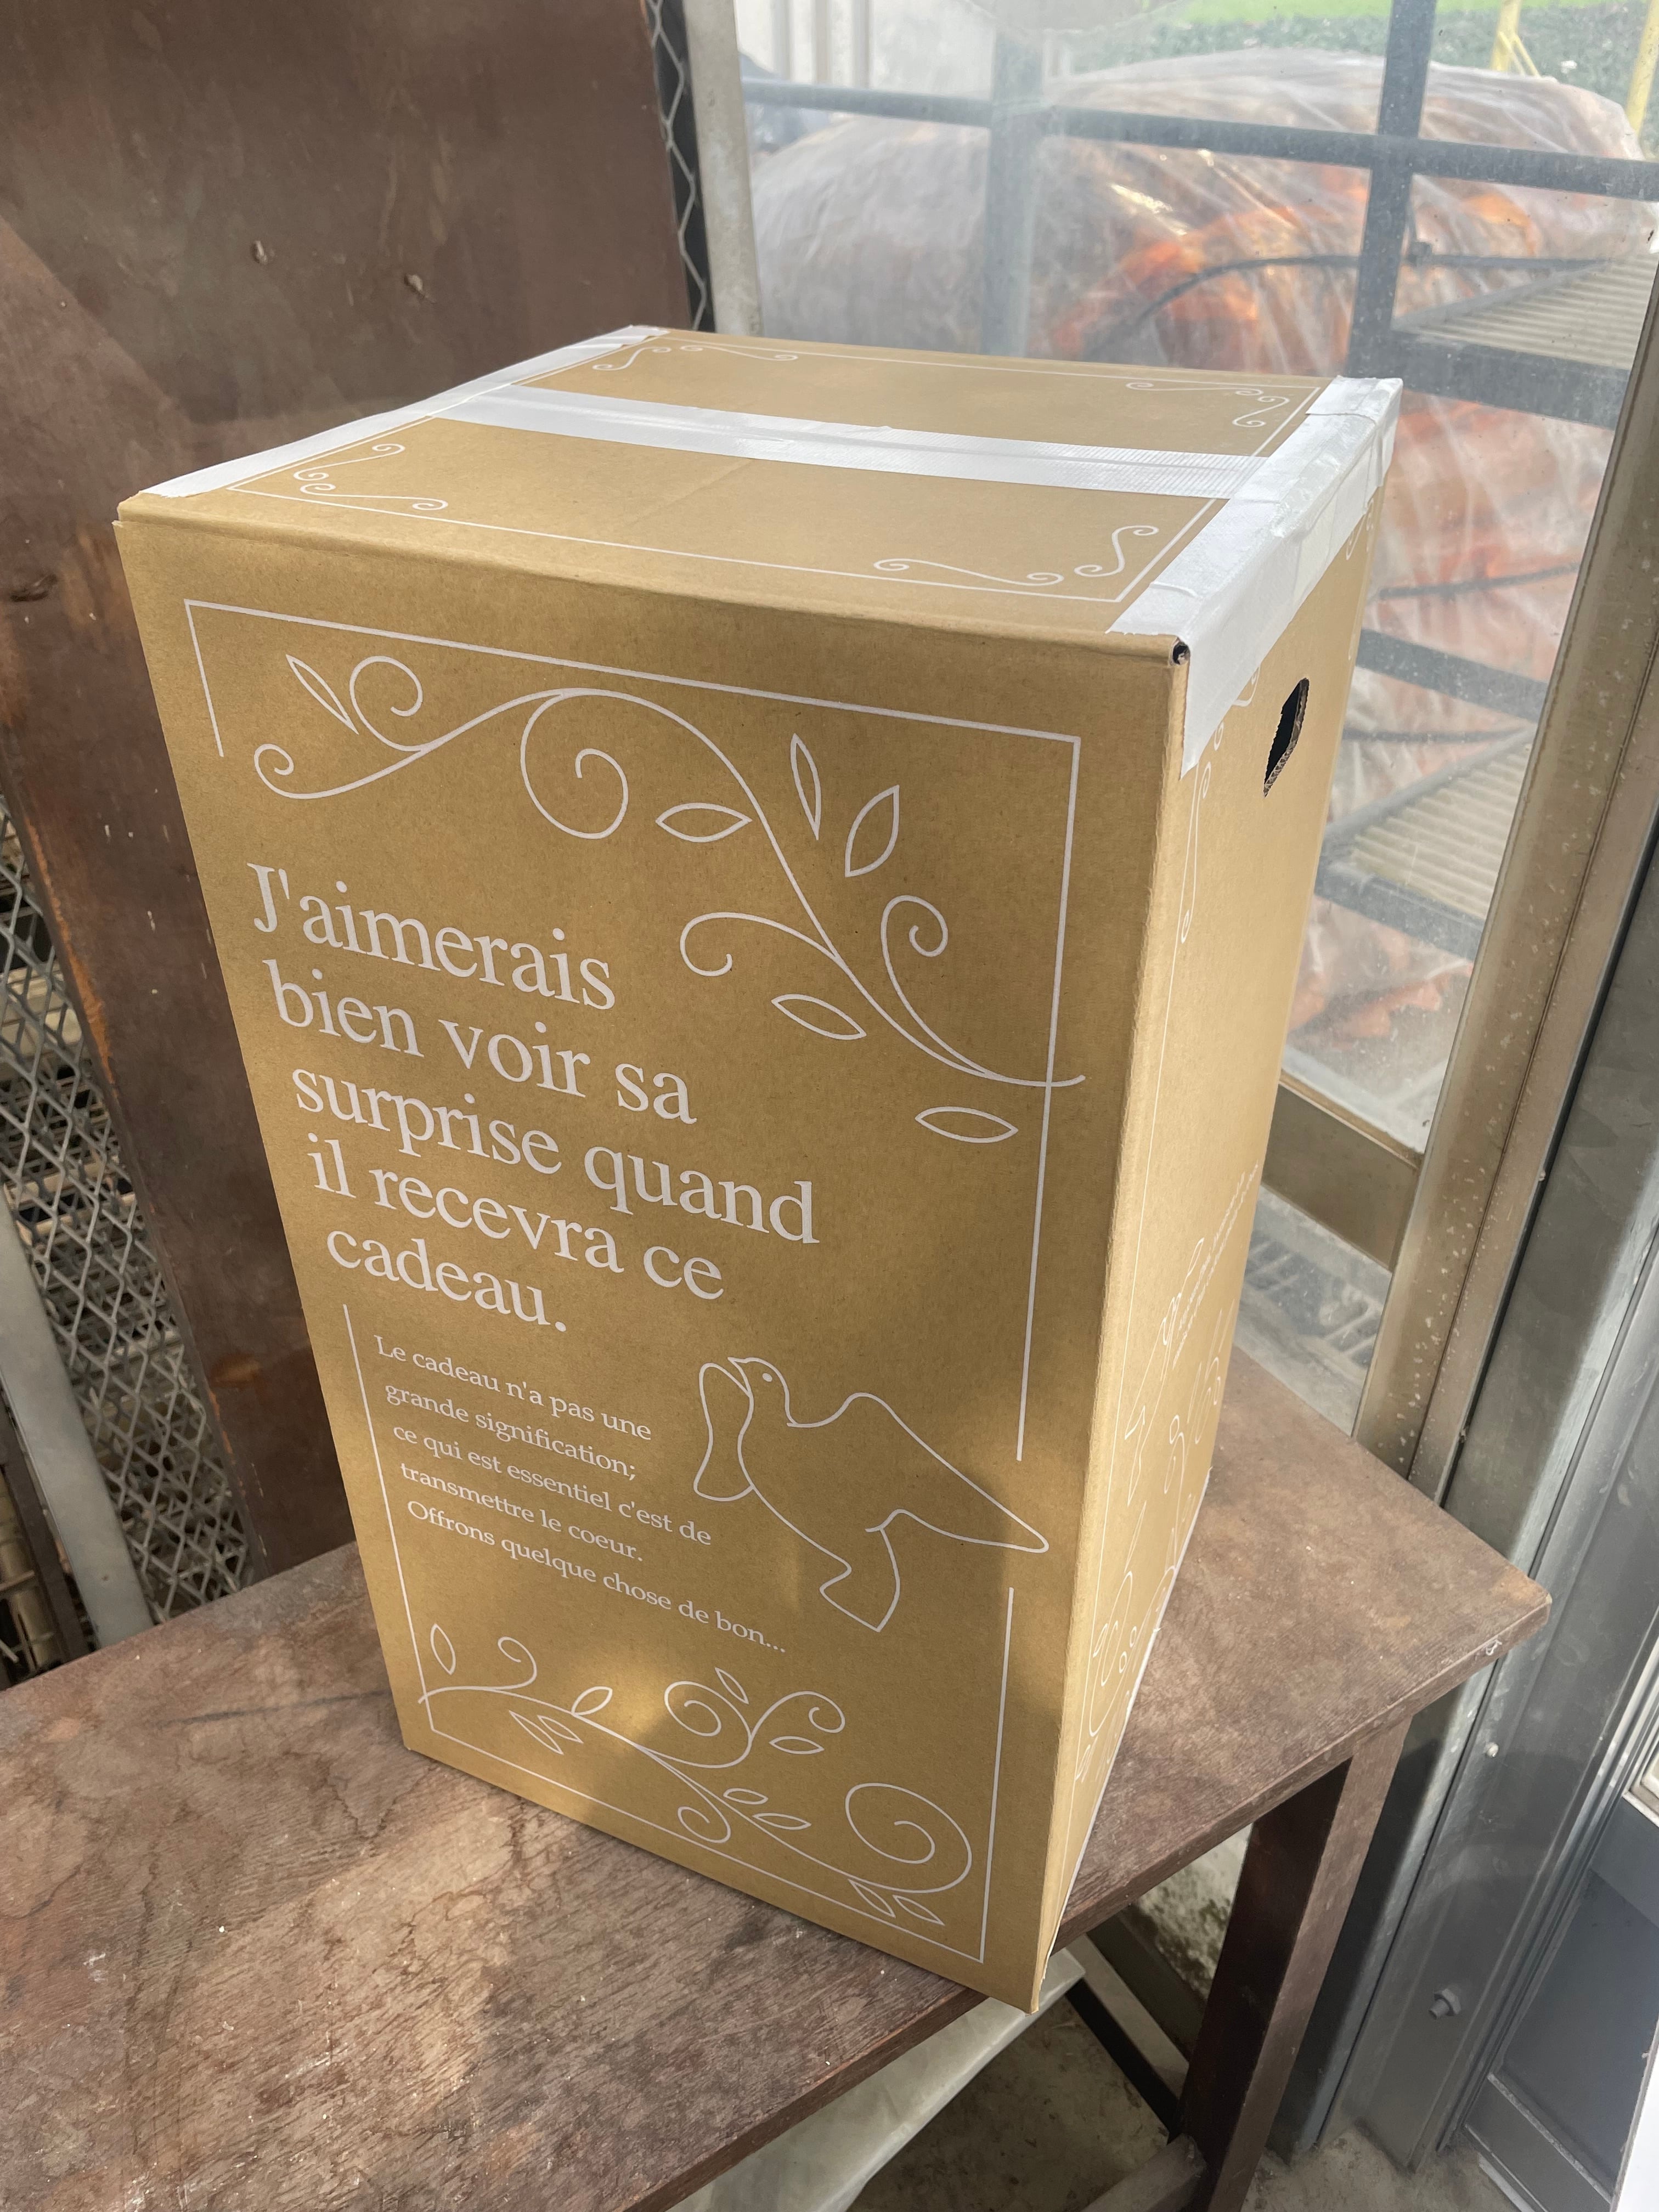 J'aimerais
bien voir sa
surprise quand
il recevra ce
cadeau.
Le cadeau n'a pas une
grande signification;
ce qui est essentiel c'est de
transmettre le coeur.
Offrons quelque chose de bon...